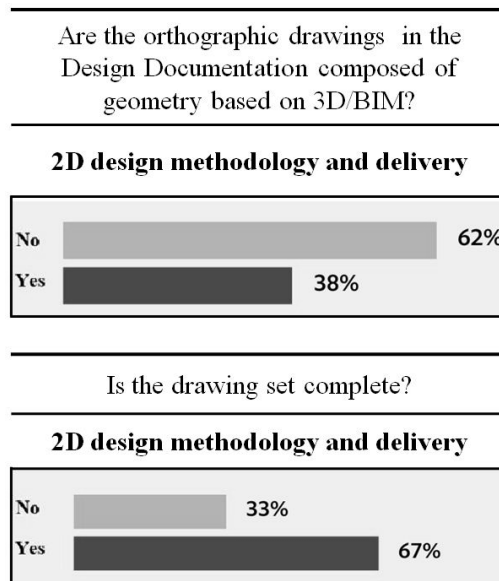 Are the orthographic drawings in the
Design Documentation composed of
geometry based on 3D/BIM?
2D design methodology and delivery
No 62%
Yes 38%
Is the drawing set complete?
2D design methodology and delivery
No 33%
Yes 67%